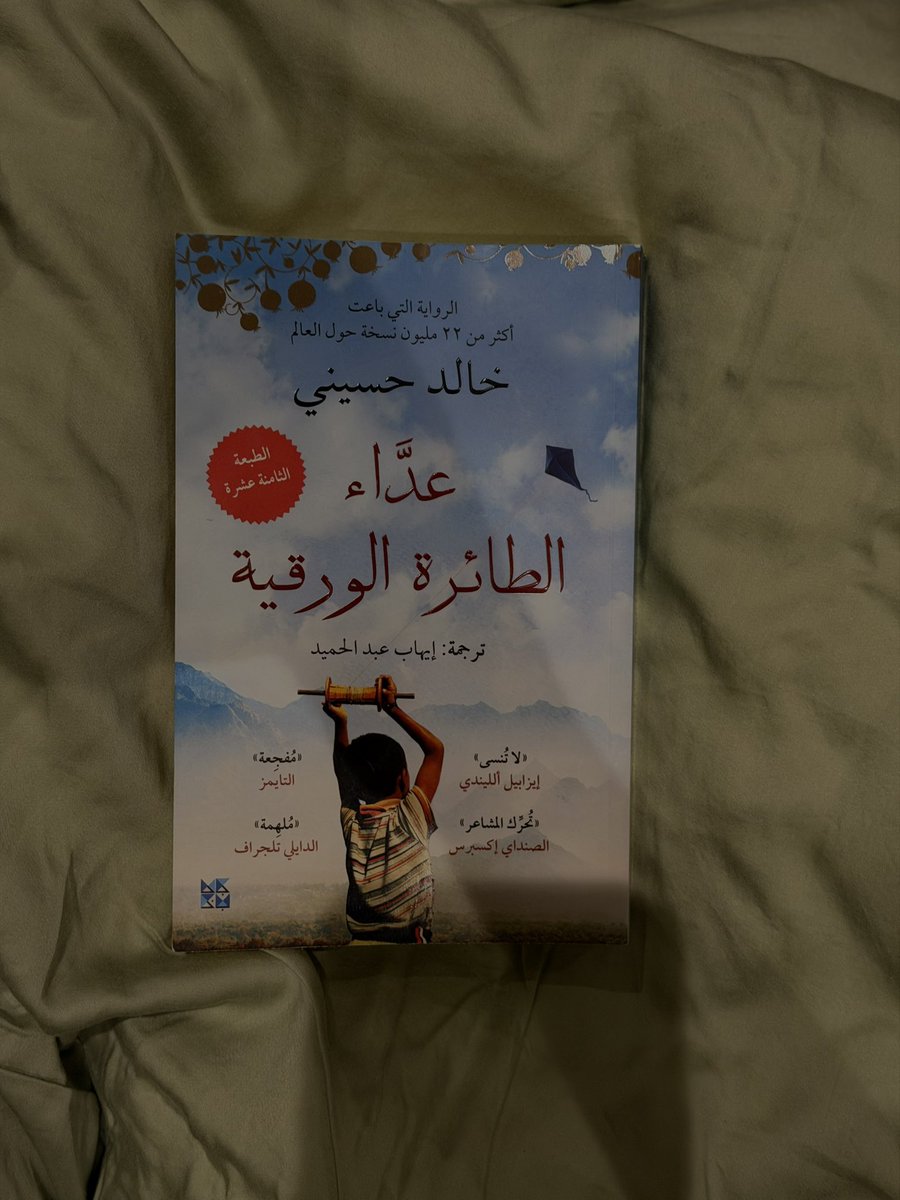 الرواية التي باعت
أكثر من ٢٢ مليون نسخة حول العالم
خالد حسيني
الطبعة
الثامنة عشرة
عدَّاء
الطائرة الورقية
ترجمة: إيهاب عبد الحميد
«لا تُنسى»
إيزابيل ألليندي
«مُفجِعة»
التايمز
«تُحرِّك المشاعر»
الصنداي إكسبرس
«مُلهِمة»
الدايلي تلجراف